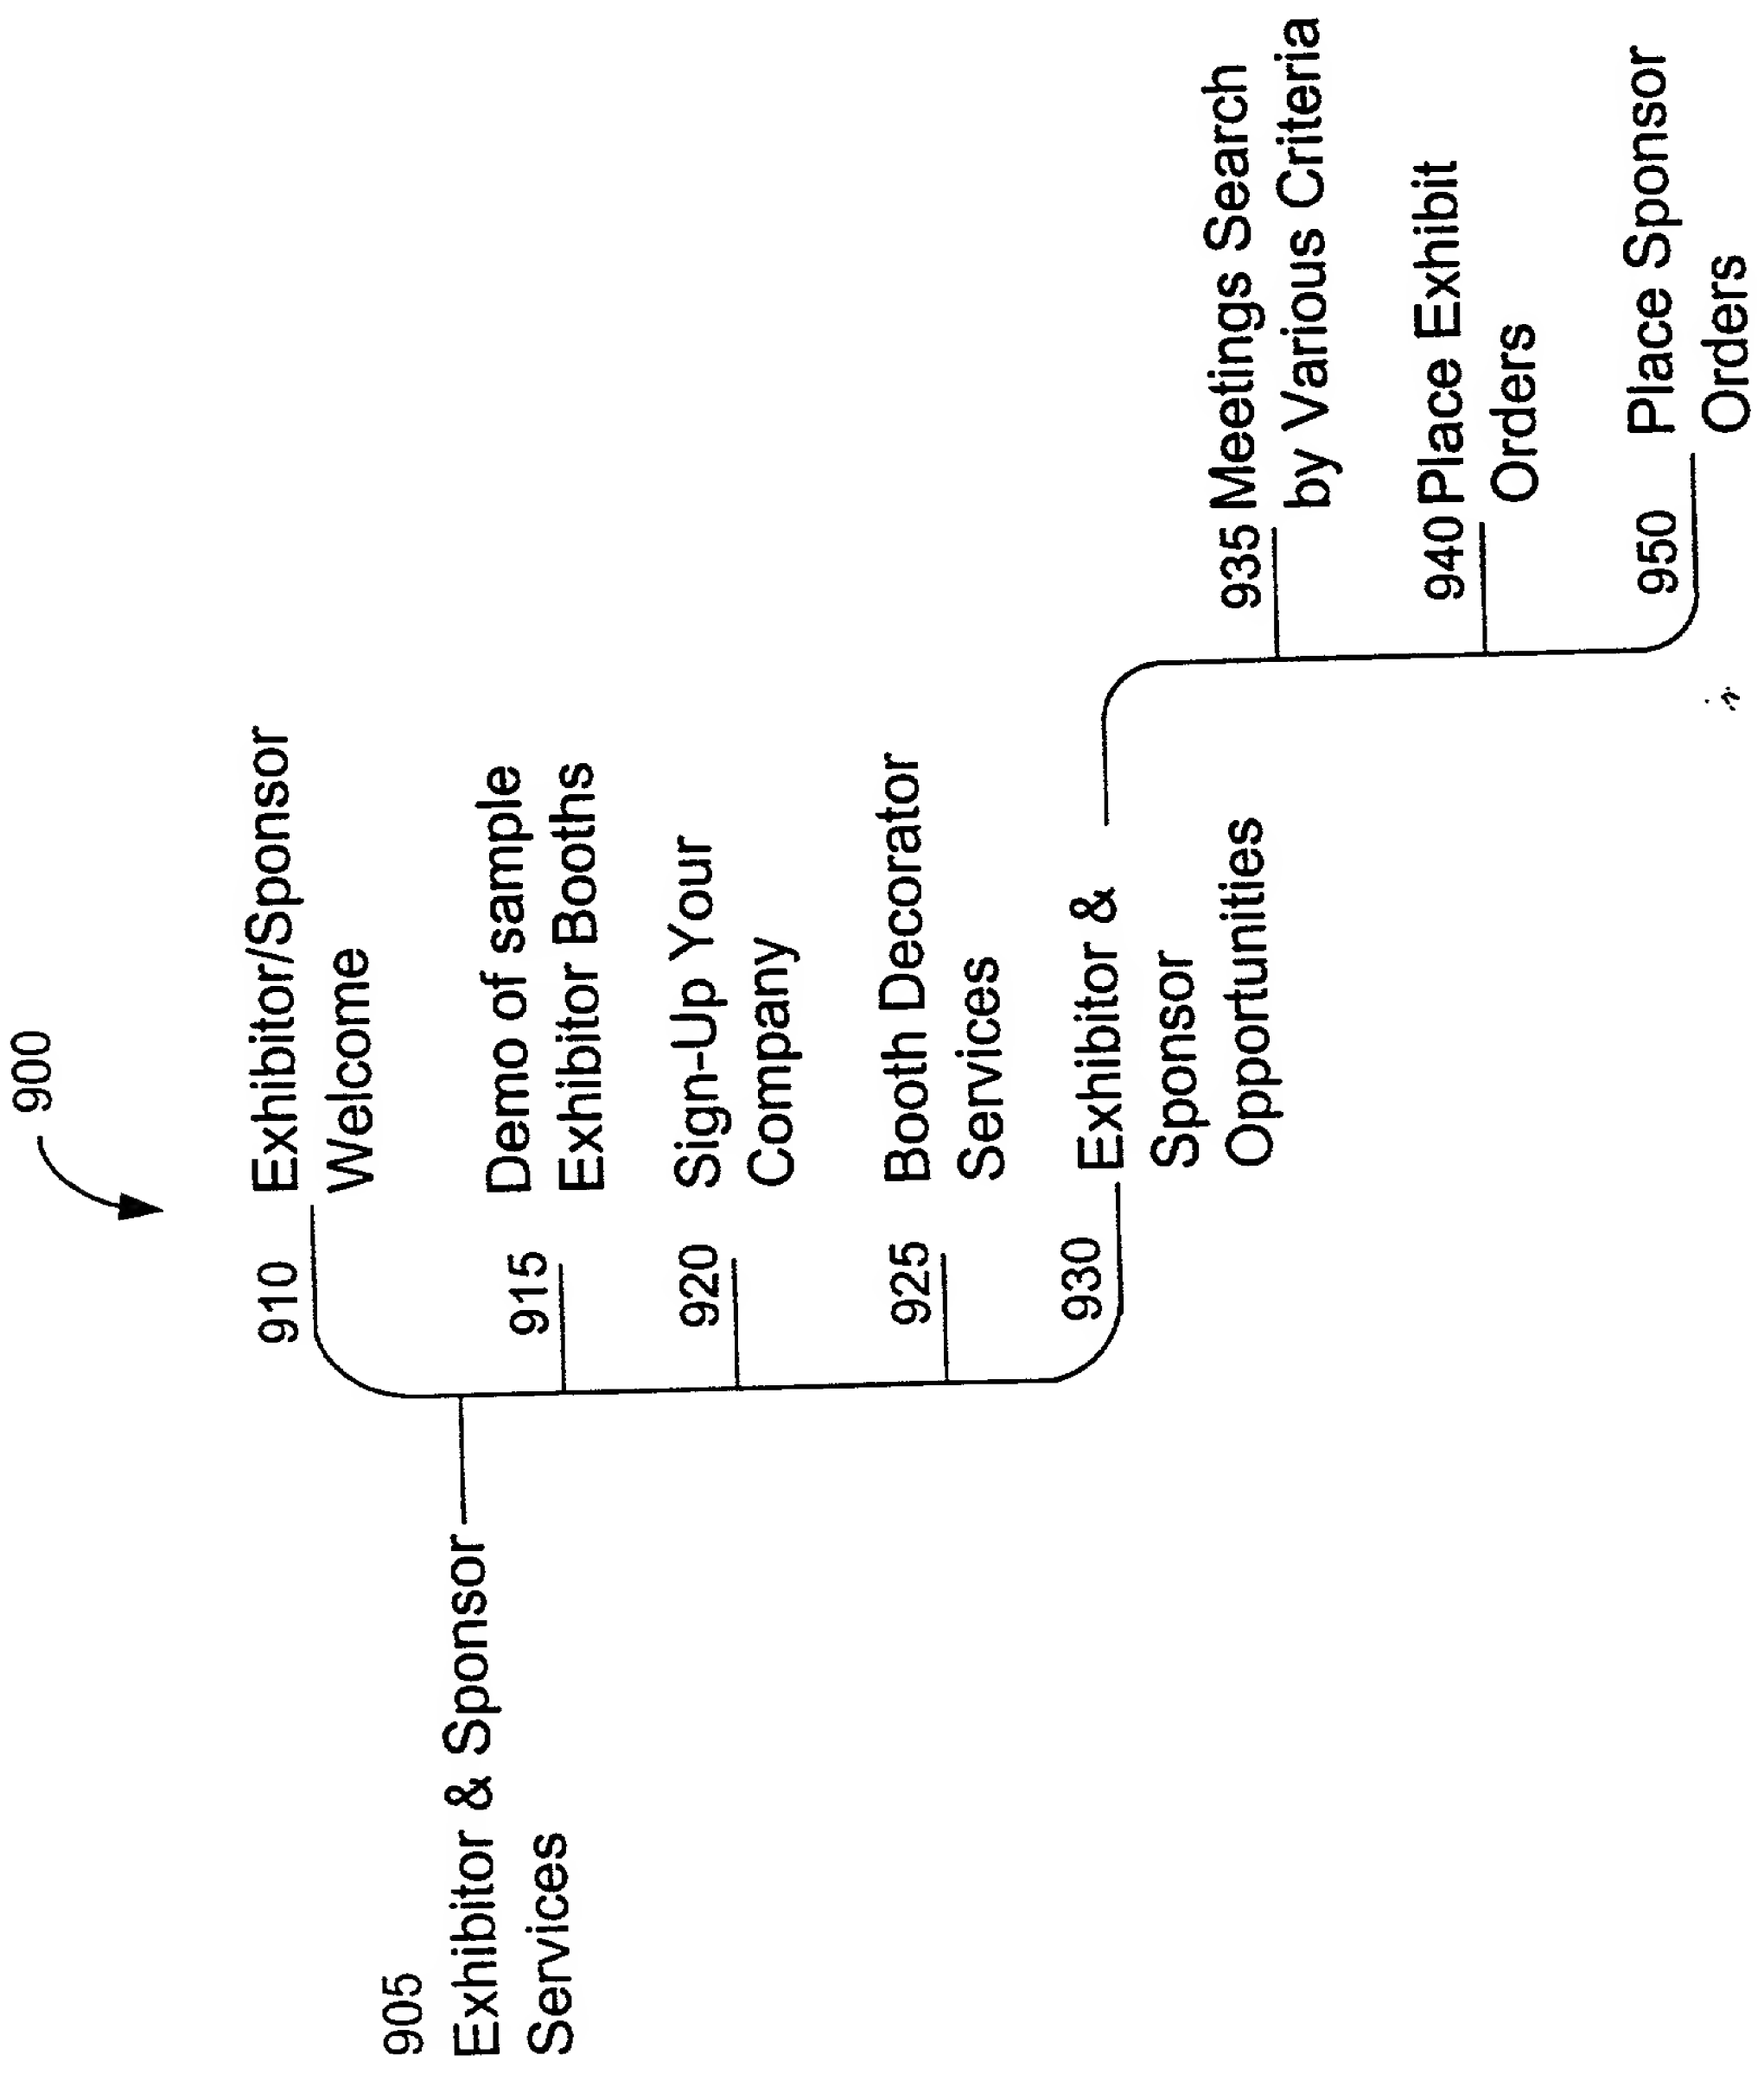 900
905
Exhibitor & Sponsor
Services
910
Exhibitor/Sponsor
Welcome
915
Demo of sample
Exhibitor Booths
920
Sign-Up Your
Company
925
Booth Decorator
Services
930
Exhibitor &
Sponsor
Opportunities
935 Meetings Search
by Various Criteria
940 Place Exhibit
Orders
950 Place Sponsor
Orders